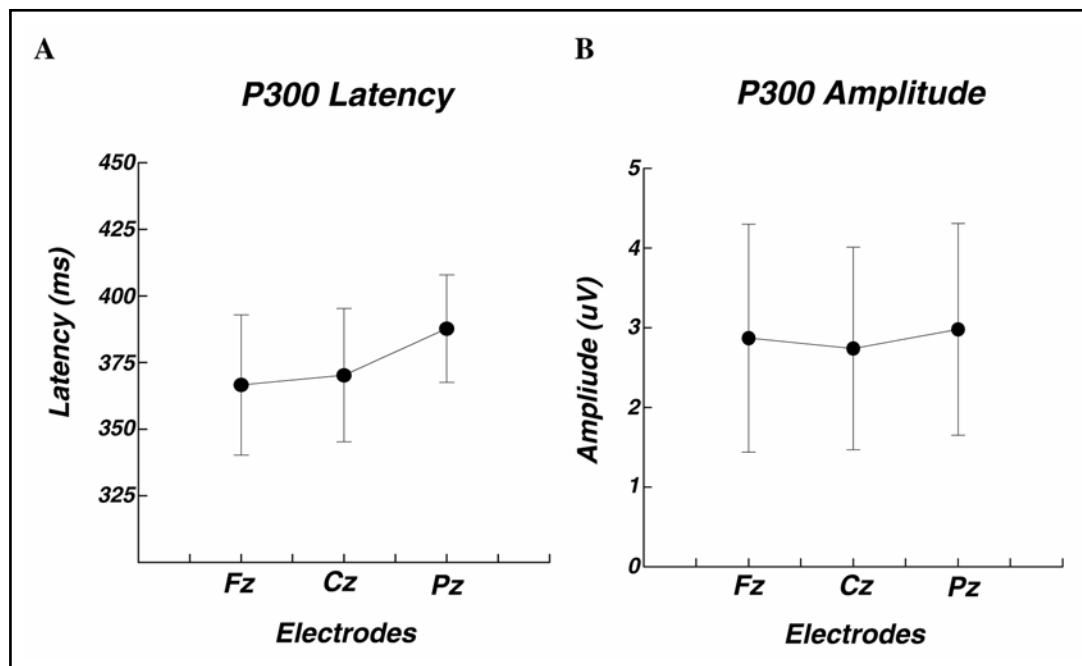 A
P300 Latency
450
425
400
375
350
325
Latency (ms)
Fz Cz Pz
Electrodes
B
P300 Amplitude
5
4
3
2
1
0
Ampliude (uV)
Fz Cz Pz
Electrodes